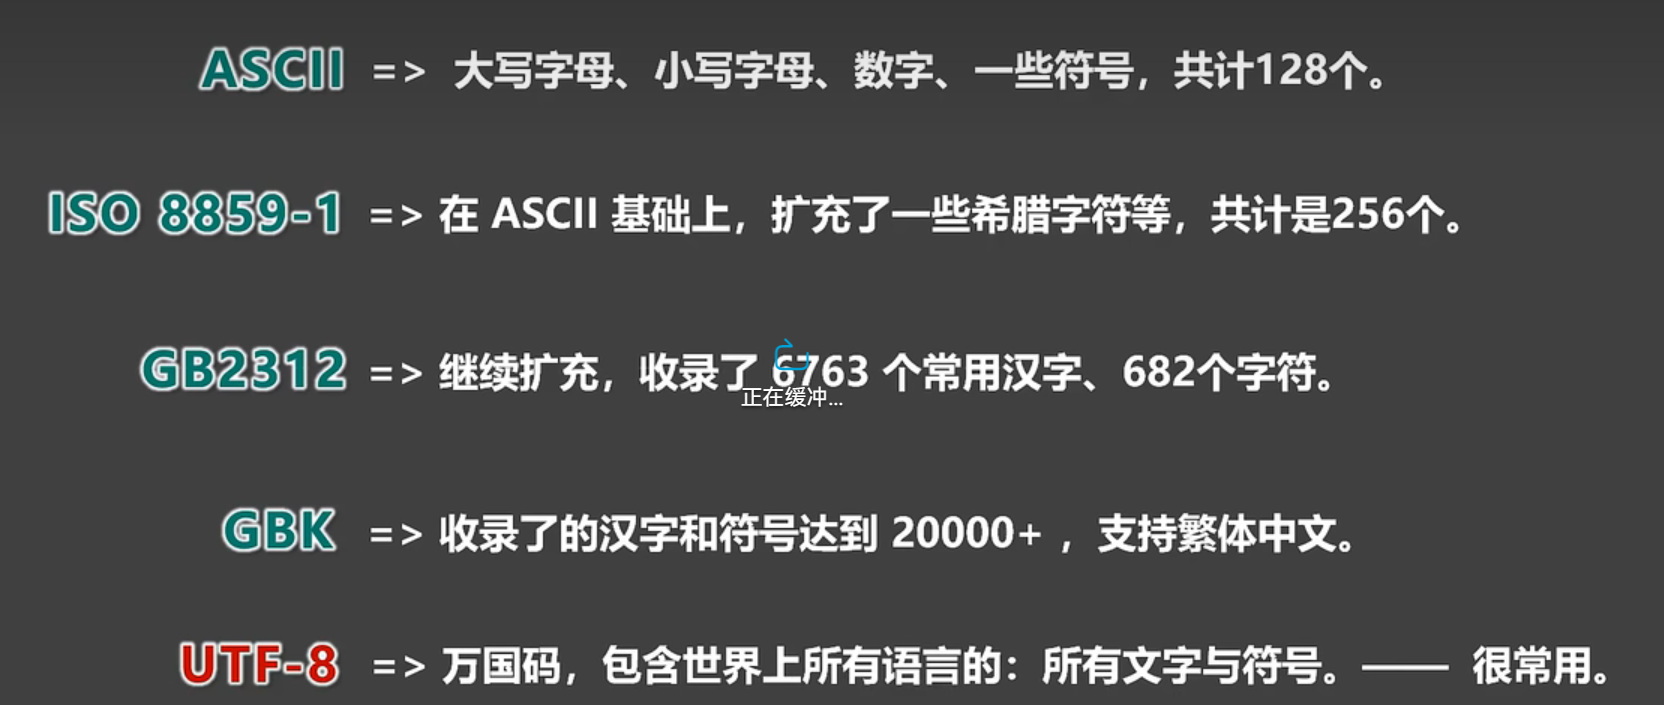 ASCII => 大写字母、小写字母、数字、一些符号，共计128个。
ISO 8859-1 => 在 ASCII 基础上，扩充了一些希腊字符等，共计是256个。
GB2312 => 继续扩充，收录了 6763 个常用汉字、682个字符。
正在缓冲...
GBK => 收录了的汉字和符号达到 20000+ ，支持繁体中文。
UTF-8 => 万国码，包含世界上所有语言的：所有文字与符号。—— 很常用。